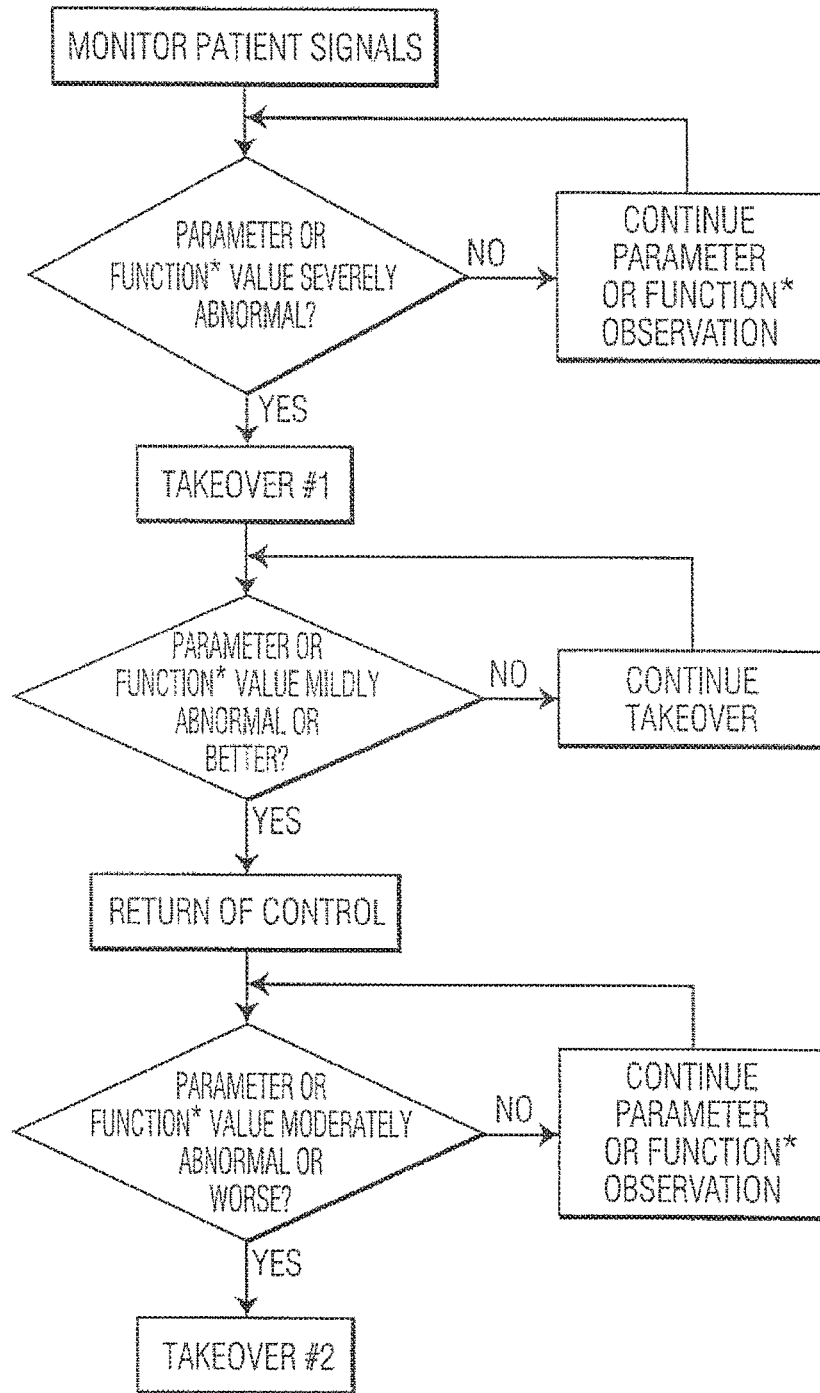 MONITOR PATIENT SIGNALS
PARAMETER OR
FUNCTION* VALUE SEVERELY
ABNORMAL?
NO
CONTINUE
PARAMETER
OR FUNCTION*
OBSERVATION
YES
TAKEOVER #1
PARAMETER OR
FUNCTION* VALUE MILDLY
ABNORMAL OR
BETTER?
NO
CONTINUE
TAKEOVER
YES
RETURN OF CONTROL
PARAMETER OR
FUNCTION* VALUE MODERATELY
ABNORMAL OR
WORSE?
NO
CONTINUE
PARAMETER
OR FUNCTION*
OBSERVATION
YES
TAKEOVER #2